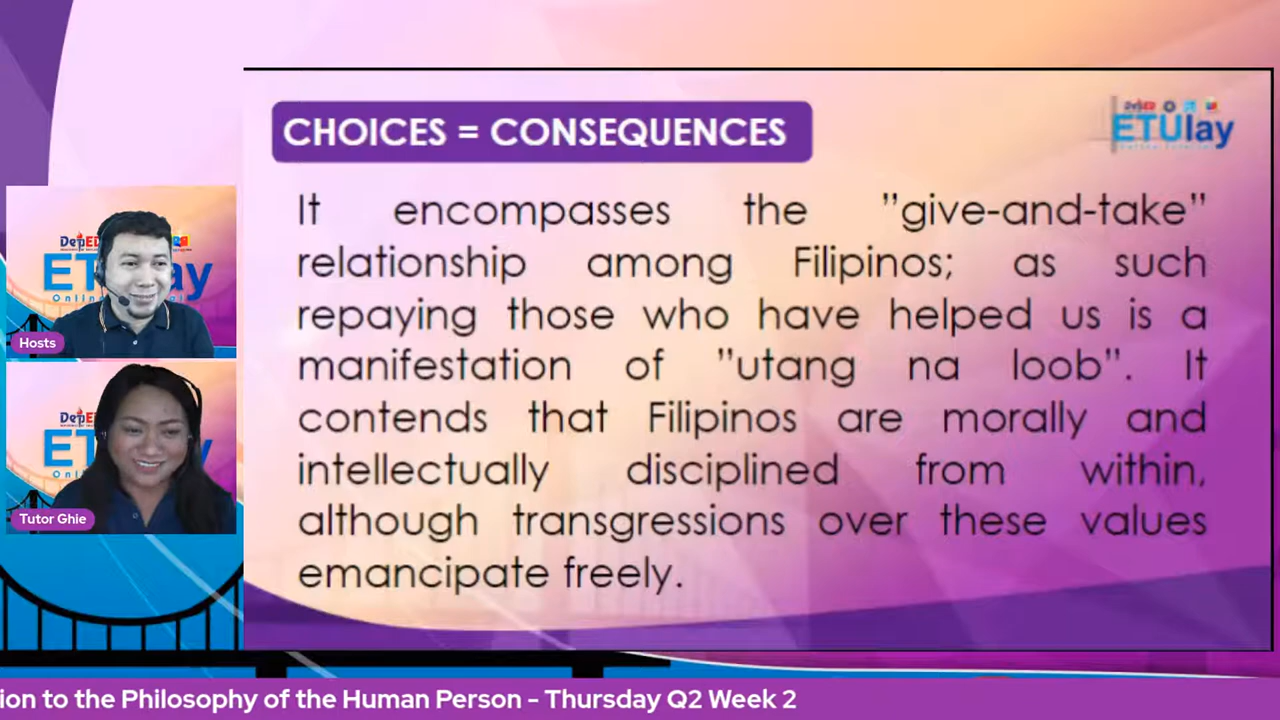 CHOICES = CONSEQUENCES
DepED
ETUlay
It encompasses the ”give-and-take”
relationship among Filipinos; as such
repaying those who have helped us is a
manifestation of ”utang na loob”. It
contends that Filipinos are morally and
intellectually disciplined from within,
although transgressions over these values
emancipate freely.
DepED
Hosts
DepED
Tutor Ghie
ion to the Philosophy of the Human Person - Thursday Q2 Week 2